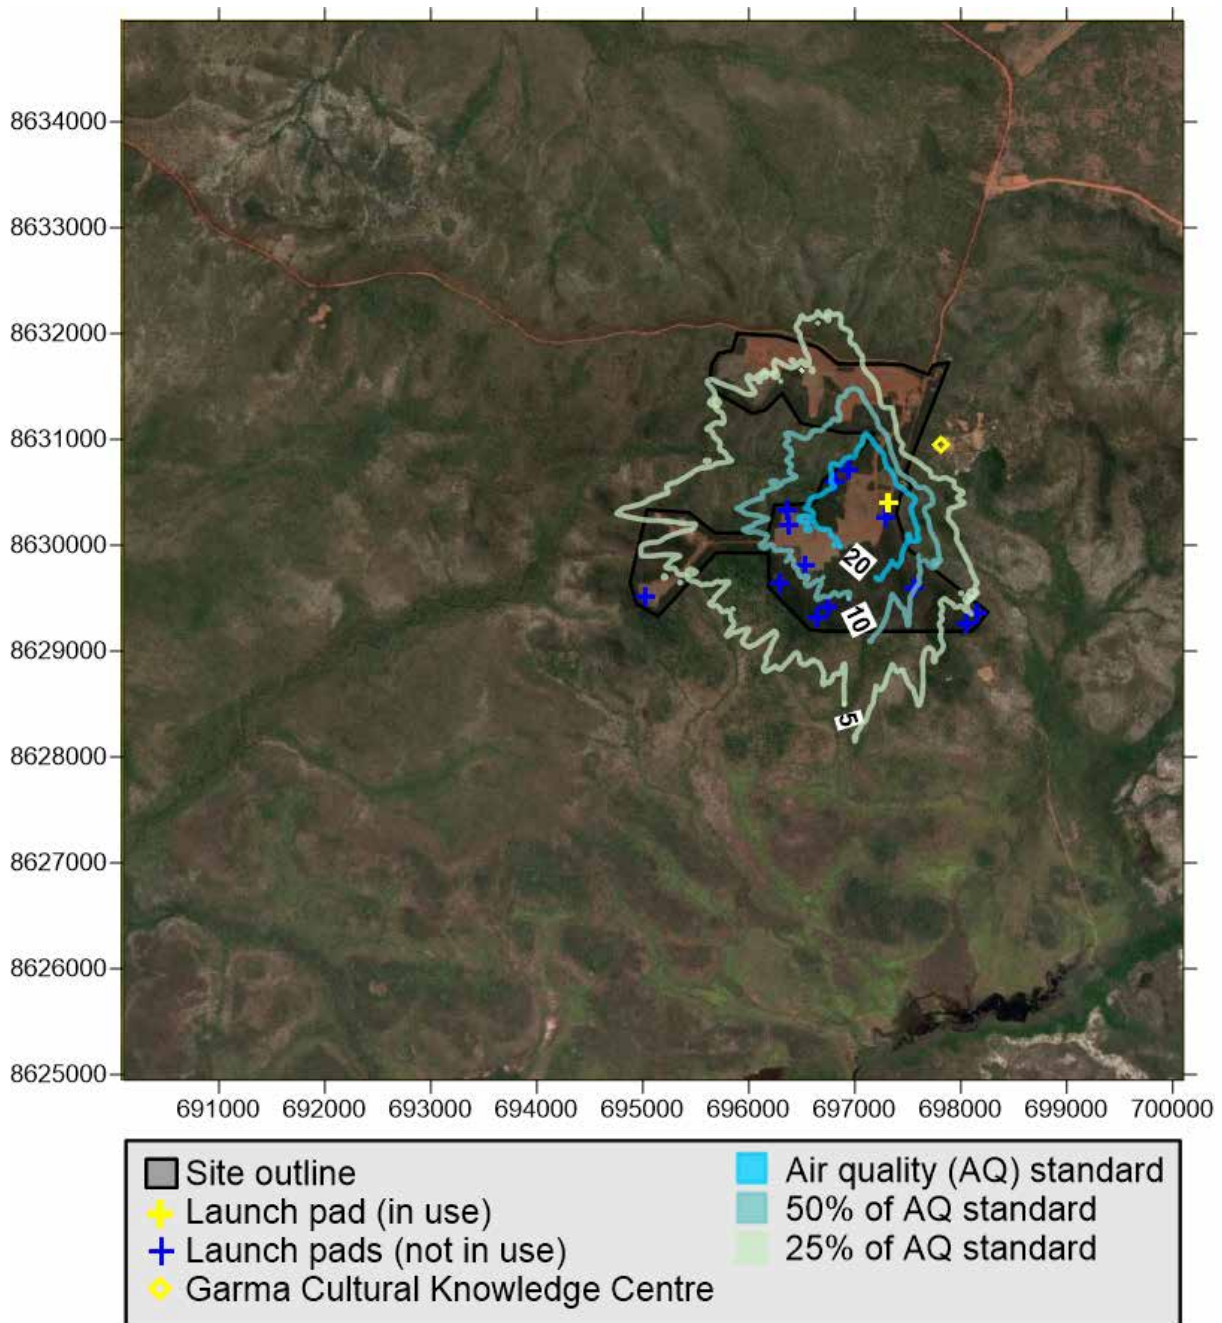 8634000
8633000
8632000
8631000
8630000
8629000
8628000
8627000
8626000
8625000
20
10
5
691000 692000 693000 694000 695000 696000 697000 698000 699000 700000
Site outline
Launch pad (in use)
Launch pads (not in use)
Garma Cultural Knowledge Centre
Air quality (AQ) standard
50% of AQ standard
25% of AQ standard